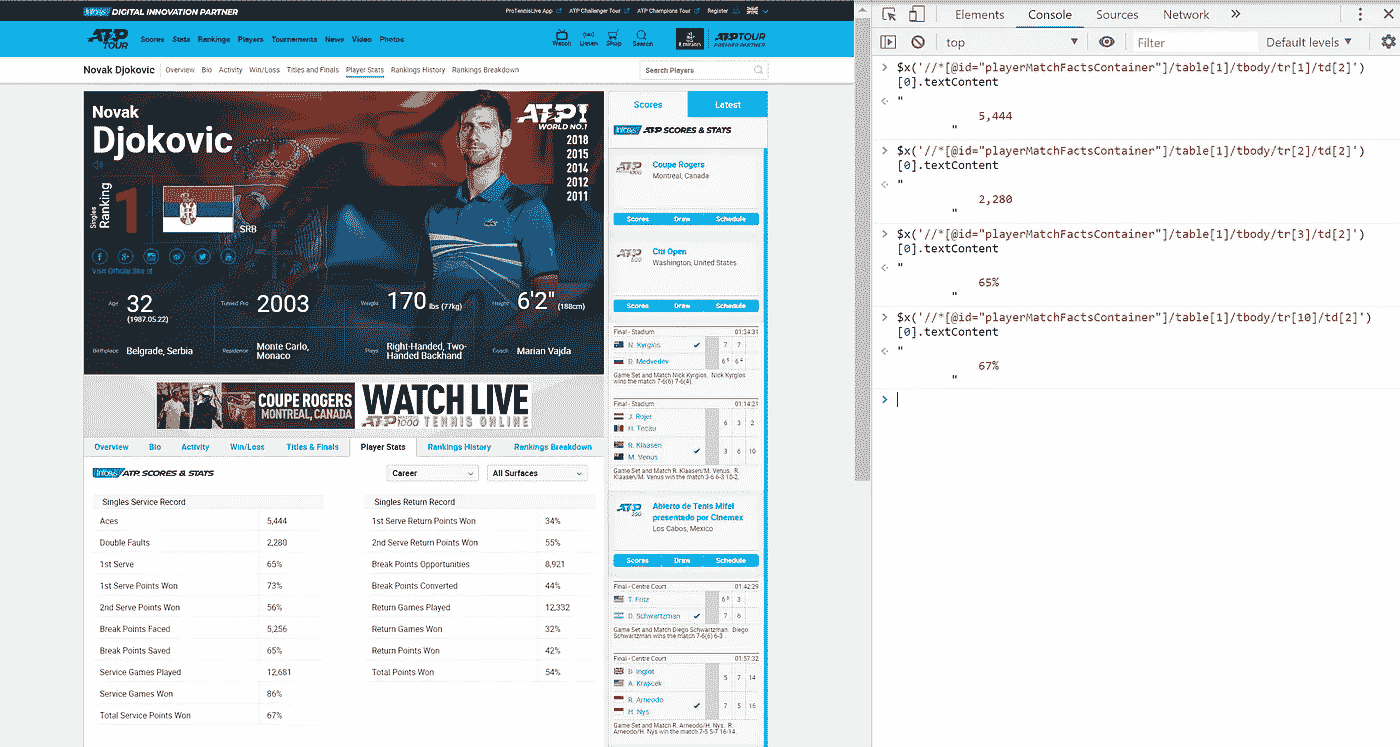 Infosys DIGITAL INNOVATION PARTNER
ProTennisLive App
ATP Challenger Tour
ATP Champions Tour
Register
ATP TOUR
Scores
Stats
Rankings
Players
Tournaments
News
Video
Photos
Watch
Listen
Shop
Search
Emirates
ATP TOUR
PREMIER PARTNER
Novak Djokovic
Overview
Bio
Activity
Win/Loss
Titles and Finals
Player Stats
Rankings History
Rankings Breakdown
Search Players
Novak
Djokovic
ATP 1
WORLD NO.1
2018
2015
2014
2012
2011
Singles
Ranking
1
SRB
Visit Official Site
Age
32
(1987.05.22)
Turned Pro
2003
Weight
170 lbs (77kg)
Height
6'2" (188cm)
Birthplace
Belgrade, Serbia
Residence
Monte Carlo,
Monaco
Plays
Right-Handed, Two-
Handed Backhand
Coach
Marian Vajda
COUPE ROGERS
MONTREAL, CANADA
ATP MASTERS 1000
WATCH LIVE
TENNIS ONLINE
Overview
Bio
Activity
Win/Loss
Titles & Finals
Player Stats
Rankings History
Rankings Breakdown
Infosys ATP SCORES & STATS
Career
All Surfaces
Singles Service Record
Aces 5,444
Double Faults 2,280
1st Serve 65%
1st Serve Points Won 73%
2nd Serve Points Won 56%
Break Points Faced 5,256
Break Points Saved 65%
Service Games Played 12,681
Service Games Won 86%
Total Service Points Won 67%
Singles Return Record
1st Serve Return Points Won 34%
2nd Serve Return Points Won 55%
Break Points Opportunities 8,921
Break Points Converted 44%
Return Games Played 12,332
Return Games Won 32%
Return Points Won 42%
Total Points Won 54%
Scores
Latest
Infosys ATP SCORES & STATS
ATP 1000
Coupe Rogers
Montreal, Canada
Scores Draw Schedule
ATP 500
Citi Open
Washington, United States
Scores Draw Schedule
Final - Stadium 01:34:31
N. Kyrgios 7 7
D. Medvedev 6 6 6 4
Game Set and Match Nick Kyrgios. Nick Kyrgios
wins the match 7-6(6) 7-6(4).
Final - Stadium 01:14:21
J. Rojer
H. Tecau
6 3 2
R. Klaasen
M. Venus
3 6 10
Game Set and Match R. Klaasen/M. Venus. R.
Klaasen/M. Venus win the match 3-6 6-3 10-2.
ATP 250
Abierto de Tenis Mifel
presentado por Cinemex
Los Cabos, Mexico
Scores Draw Schedule
Final - Centre Court 01:42:29
T. Fritz 3
D. Schwartzman 7 6
Game Set and Match Diego Schwartzman. Diego
Schwartzman wins the match 7-6(6) 6-3 .
Final - Centre Court 01:57:32
D. Inglot
A. Krajicek
5 7 14
R. Arneodo
H. Nys
7 5 16
Game Set and Match R. Arneodo/H. Nys. R.
Arneodo/H. Nys win the match 7-5 5-7 16-14.
Elements
Console
Sources
Network
top
Filter
Default levels
$x('//*[@id="playerMatchFactsContainer"]/table[1]/tbody/tr[1]/td[2]')
[0].textContent
"
5,444
"
$x('//*[@id="playerMatchFactsContainer"]/table[1]/tbody/tr[2]/td[2]')
[0].textContent
"
2,280
"
$x('//*[@id="playerMatchFactsContainer"]/table[1]/tbody/tr[3]/td[2]')
[0].textContent
"
65%
"
$x('//*[@id="playerMatchFactsContainer"]/table[1]/tbody/tr[10]/td[2]')
[0].textContent
"
67%
"